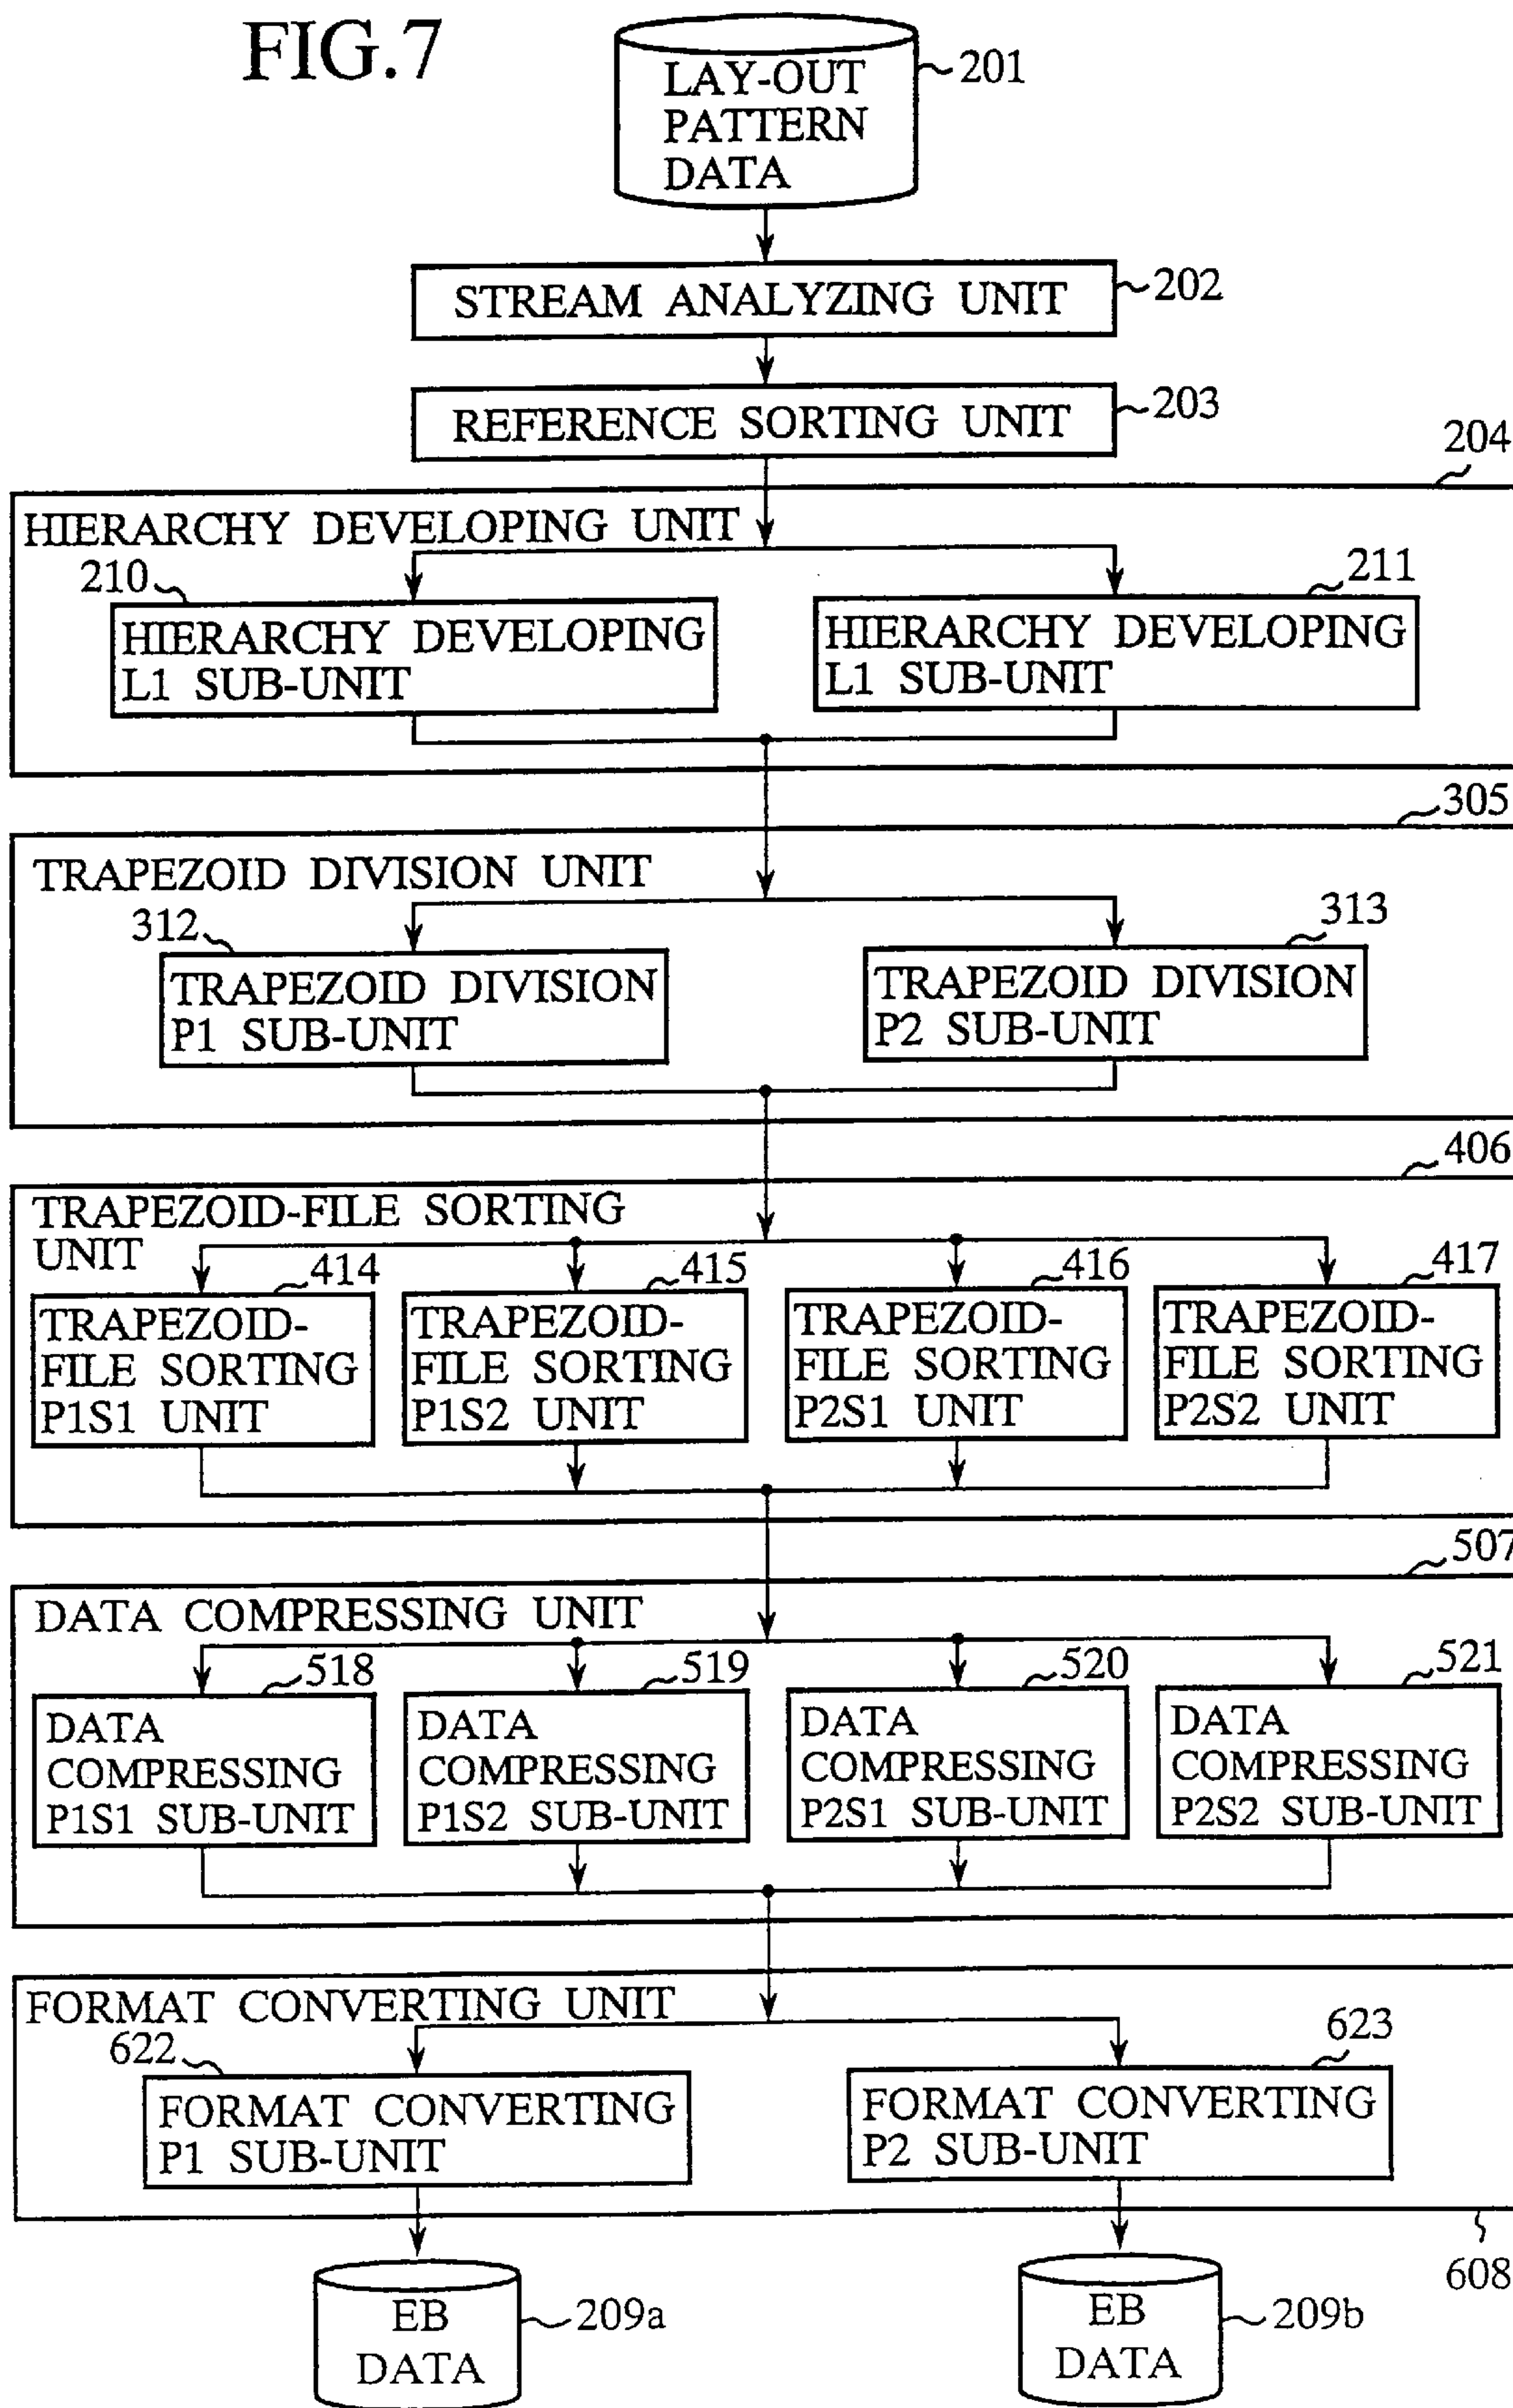 FIG.7
LAY-OUT
PATTERN
DATA
201
STREAM ANALYZING UNIT
202
REFERENCE SORTING UNIT
203
204
HIERARCHY DEVELOPING UNIT
210
211
HIERARCHY DEVELOPING
L1 SUB-UNIT
HIERARCHY DEVELOPING
L1 SUB-UNIT
305
TRAPEZOID DIVISION UNIT
312
313
TRAPEZOID DIVISION
P1 SUB-UNIT
TRAPEZOID DIVISION
P2 SUB-UNIT
406
TRAPEZOID-FILE SORTING
UNIT
414
415
416
417
TRAPEZOID-
FILE SORTING
P1S1 UNIT
TRAPEZOID-
FILE SORTING
P1S2 UNIT
TRAPEZOID-
FILE SORTING
P2S1 UNIT
TRAPEZOID-
FILE SORTING
P2S2 UNIT
507
DATA COMPRESSING UNIT
518
519
520
521
DATA
COMPRESSING
P1S1 SUB-UNIT
DATA
COMPRESSING
P1S2 SUB-UNIT
DATA
COMPRESSING
P2S1 SUB-UNIT
DATA
COMPRESSING
P2S2 SUB-UNIT
FORMAT CONVERTING UNIT
622
623
FORMAT CONVERTING
P1 SUB-UNIT
FORMAT CONVERTING
P2 SUB-UNIT
608
EB
DATA
209a
EB
DATA
209b